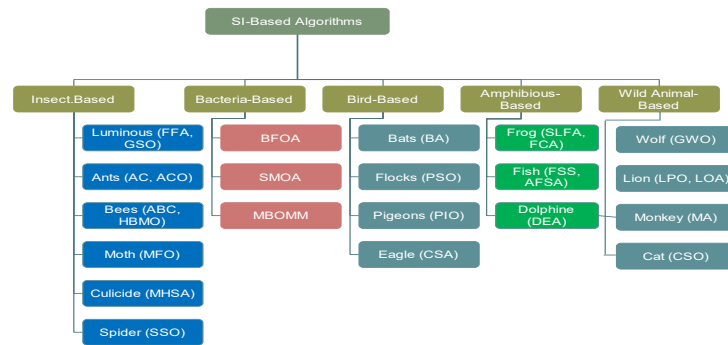 SI-Based Algorithms
Insect.Based
Luminous (FFA,
GSO)
Ants (AC, ACO)
Bees (ABC,
HBMO)
Moth (MFO)
Culicide (MHSA)
Spider (SSO)
Bacteria-Based
BFOA
SMOA
MBOMM
Bird-Based
Bats (BA)
Flocks (PSO)
Pigeons (PIO)
Eagle (CSA)
Amphibious-
Based
Frog (SLFA,
FCA)
Fish (FSS,
AFSA)
Dolphine
(DEA)
Wild Animal-
Based
Wolf (GWO)
Lion (LPO, LOA)
Monkey (MA)
Cat (CSO)